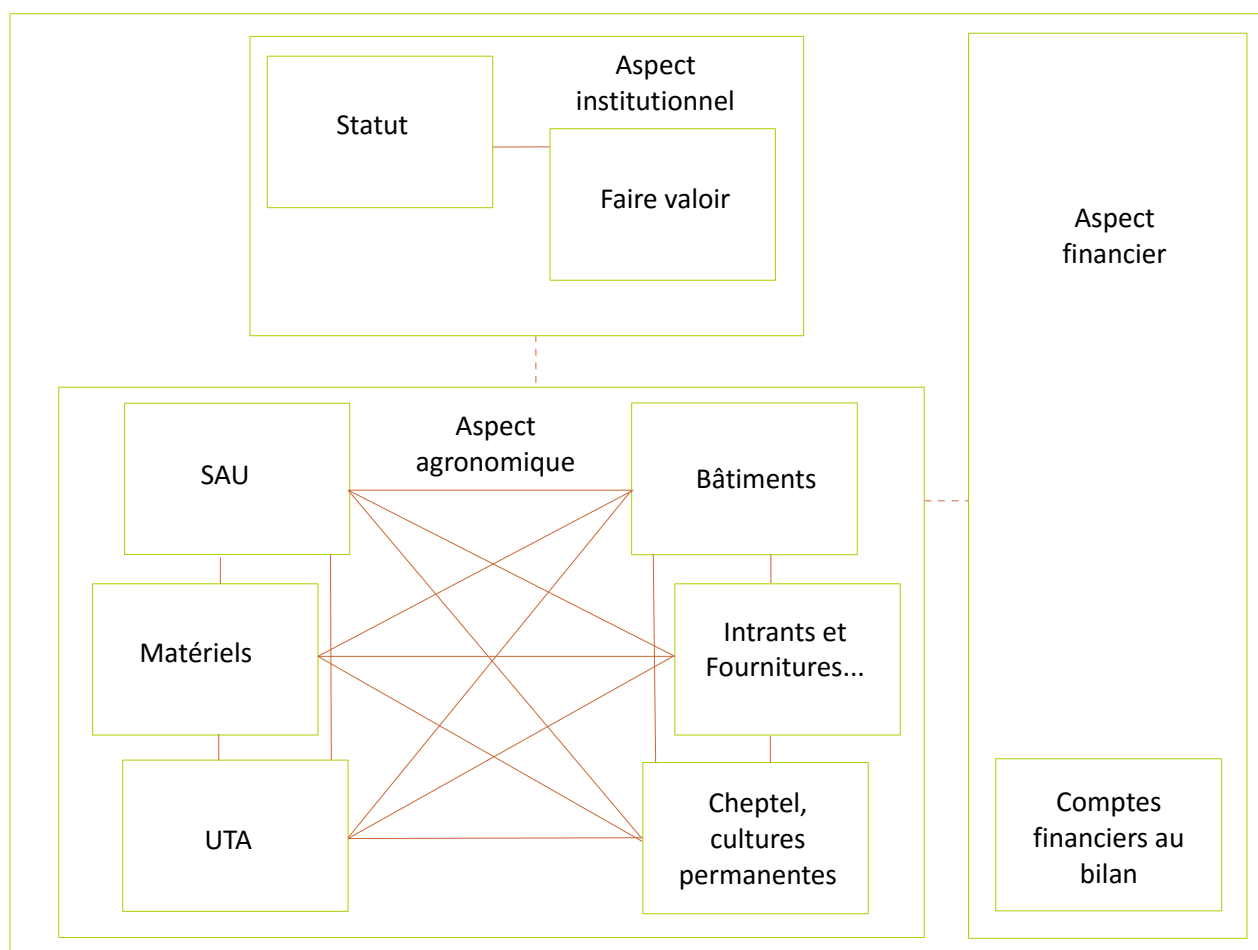 Aspect
institutionnel
Statut
Faire valoir
Aspect
financier
Aspect
agronomique
SAU
Bâtiments
Matériels
Intrants et
Fournitures...
UTA
Cheptel,
cultures
permanentes
Comptes
financiers au
bilan